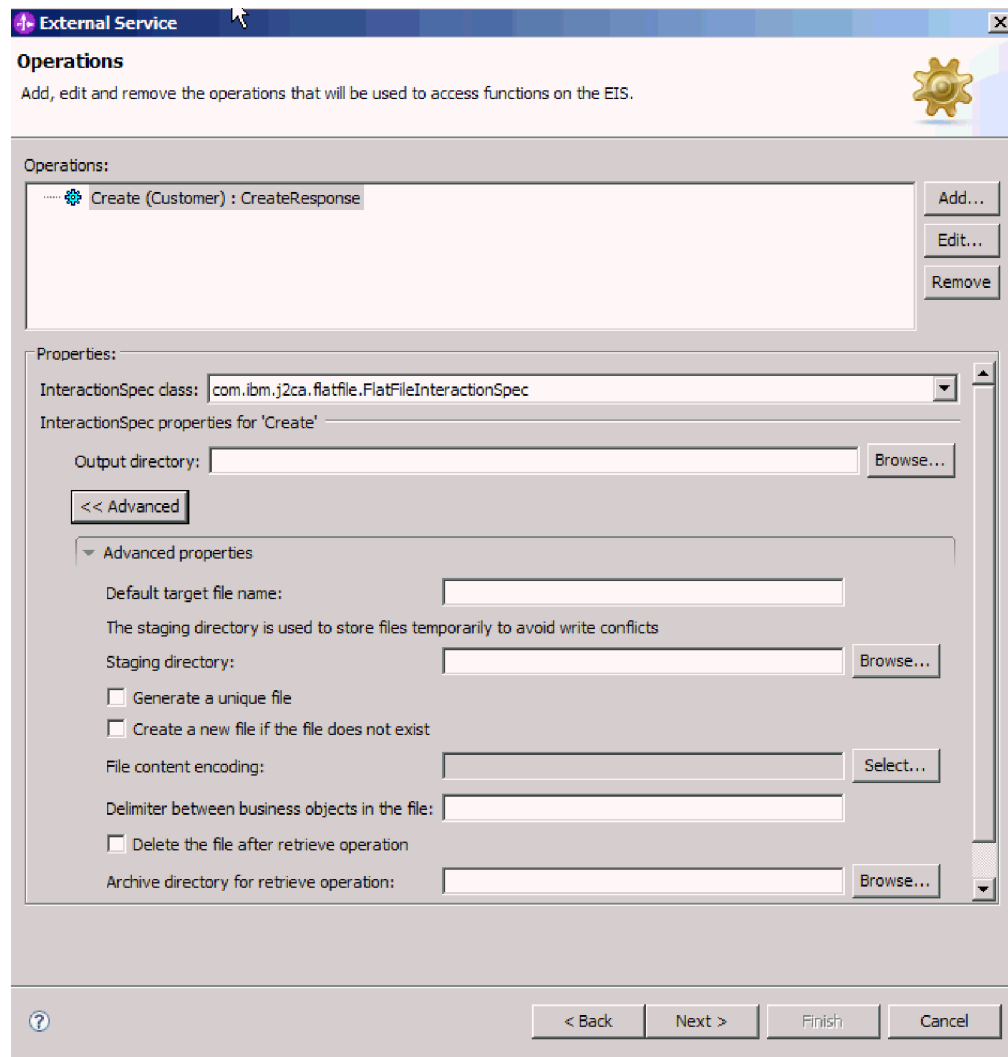 External Service
Operations
Add, edit and remove the operations that will be used to access functions on the EIS.
Operations:
Create (Customer) : CreateResponse
Add...
Edit...
Remove
Properties:
InteractionSpec class: com.ibm.j2ca.flatfile.FlatFileInteractionSpec
InteractionSpec properties for 'Create'
Output directory: Browse...
<< Advanced
Advanced properties
Default target file name:
The staging directory is used to store files temporarily to avoid write conflicts
Staging directory: Browse...
Generate a unique file
Create a new file if the file does not exist
File content encoding: Select...
Delimiter between business objects in the file:
Delete the file after retrieve operation
Archive directory for retrieve operation: Browse...
? < Back Next > Finish Cancel